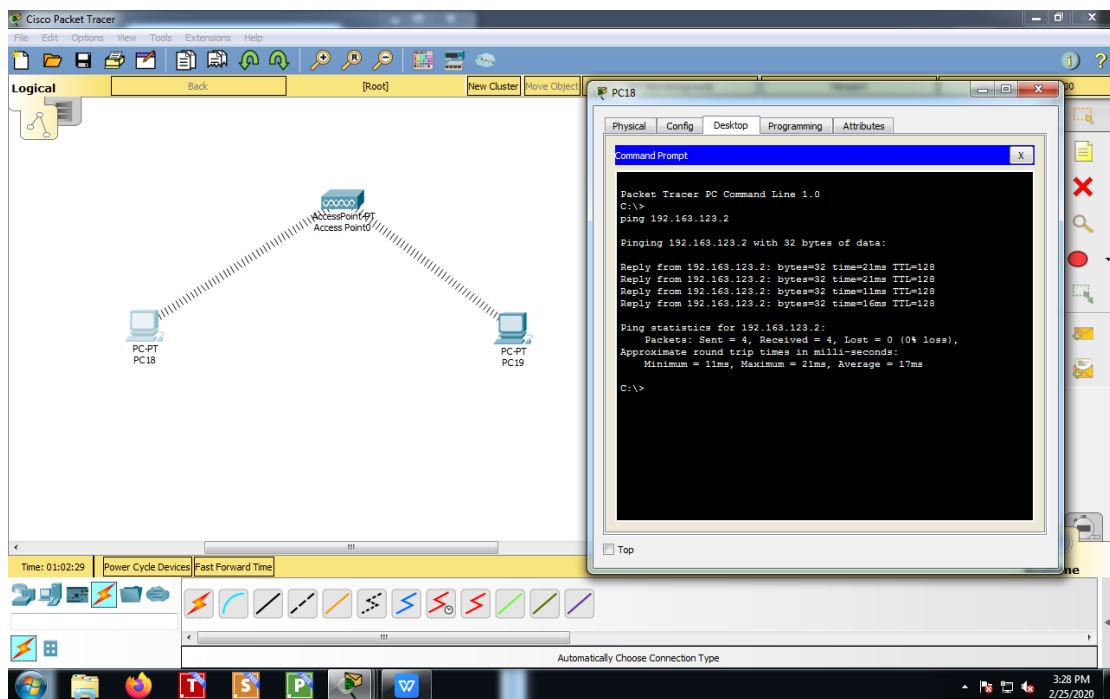 Cisco Packet Tracer
File Edit Options View Tools Extensions Help
Logical
Back
[Root]
New Cluster
Move Object
AccessPoint-PT
Access Point0
PC-PT
PC18
PC-PT
PC19
PC18
Physical Config Desktop Programming Attributes
Command Prompt
X
Packet Tracer PC Command Line 1.0
C:\>
ping 192.163.123.2
Pinging 192.163.123.2 with 32 bytes of data:
Reply from 192.163.123.2: bytes=32 time=21ms TTL=128
Reply from 192.163.123.2: bytes=32 time=21ms TTL=128
Reply from 192.163.123.2: bytes=32 time=11ms TTL=128
Reply from 192.163.123.2: bytes=32 time=16ms TTL=128
Ping statistics for 192.163.123.2:
Packets: Sent = 4, Received = 4, Lost = 0 (0% loss),
Approximate round trip times in milli-seconds:
Minimum = 11ms, Maximum = 21ms, Average = 17ms
C:\>
Top
Time: 01:02:29
Power Cycle Devices
Fast Forward Time
Automatically Choose Connection Type
3:28 PM
2/25/2020